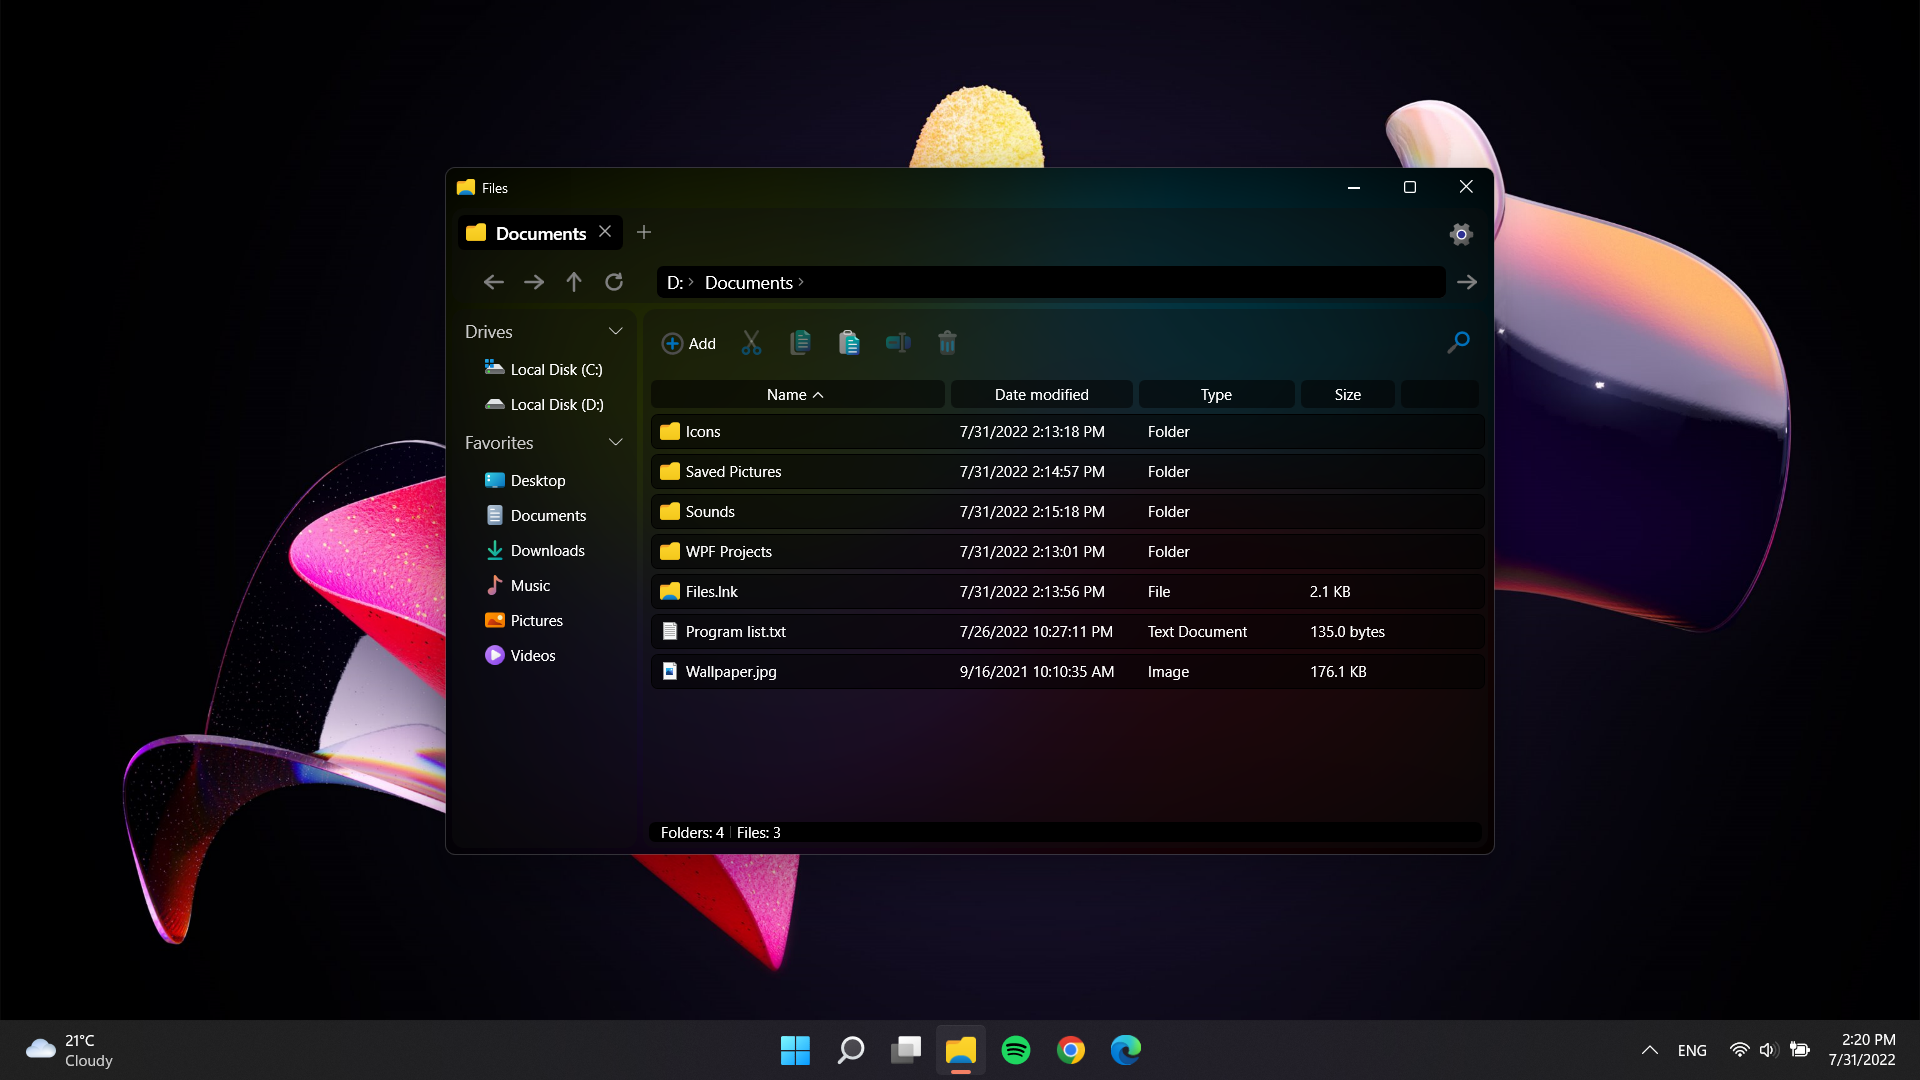 Files
Documents
D: Documents
Drives
Local Disk (C:)
Local Disk (D:)
Favorites
Desktop
Documents
Downloads
Music
Pictures
Videos
Add
Name Date modified Type Size
Icons 7/31/2022 2:13:18 PM Folder
Saved Pictures 7/31/2022 2:14:57 PM Folder
Sounds 7/31/2022 2:15:18 PM Folder
WPF Projects 7/31/2022 2:13:01 PM Folder
Files.lnk 7/31/2022 2:13:56 PM File 2.1 KB
Program list.txt 7/26/2022 10:27:11 PM Text Document 135.0 bytes
Wallpaper.jpg 9/16/2021 10:10:35 AM Image 176.1 KB
Folders: 4 Files: 3
21°C
Cloudy
ENG
2:20 PM
7/31/2022